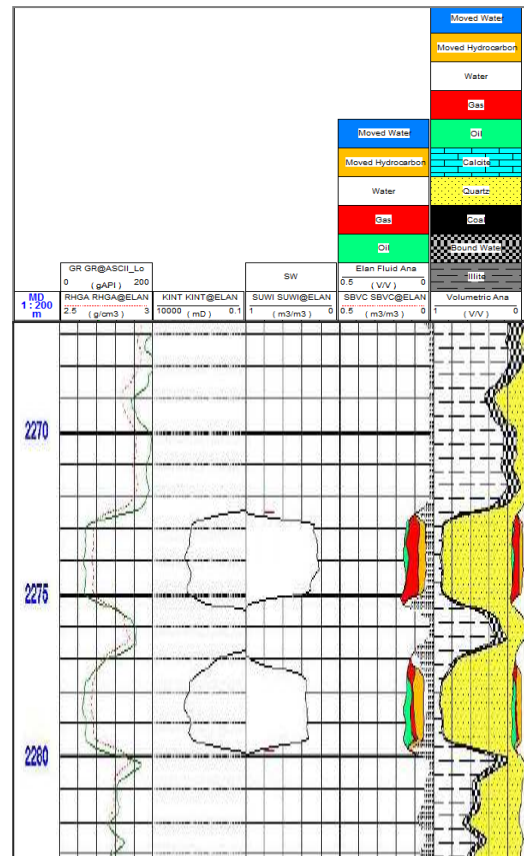 Moved Water
Moved Hydrocarbon
Water
Gas
Oil
Calcite
Quartz
Coal
Bound Water
Illite
Moved Water
Moved Hydrocarbon
Water
Gas
Oil
GR GR@ASCII_Lo
0 (gAPI) 200
SW
Elan Fluid Ana
0.5 (V/V) 0
MD
1 : 200
m
RHGA RHGA@ELAN
2.5 (g/cm3) 3
KINT KINT@ELAN
10000 (mD) 0.1
SUWI SUWI@ELAN
1 (m3/m3) 0
SBVC SBVC@ELAN
0.5 (m3/m3) 0
Volumetric Ana
1 (V/V) 0
2270
2275
2280